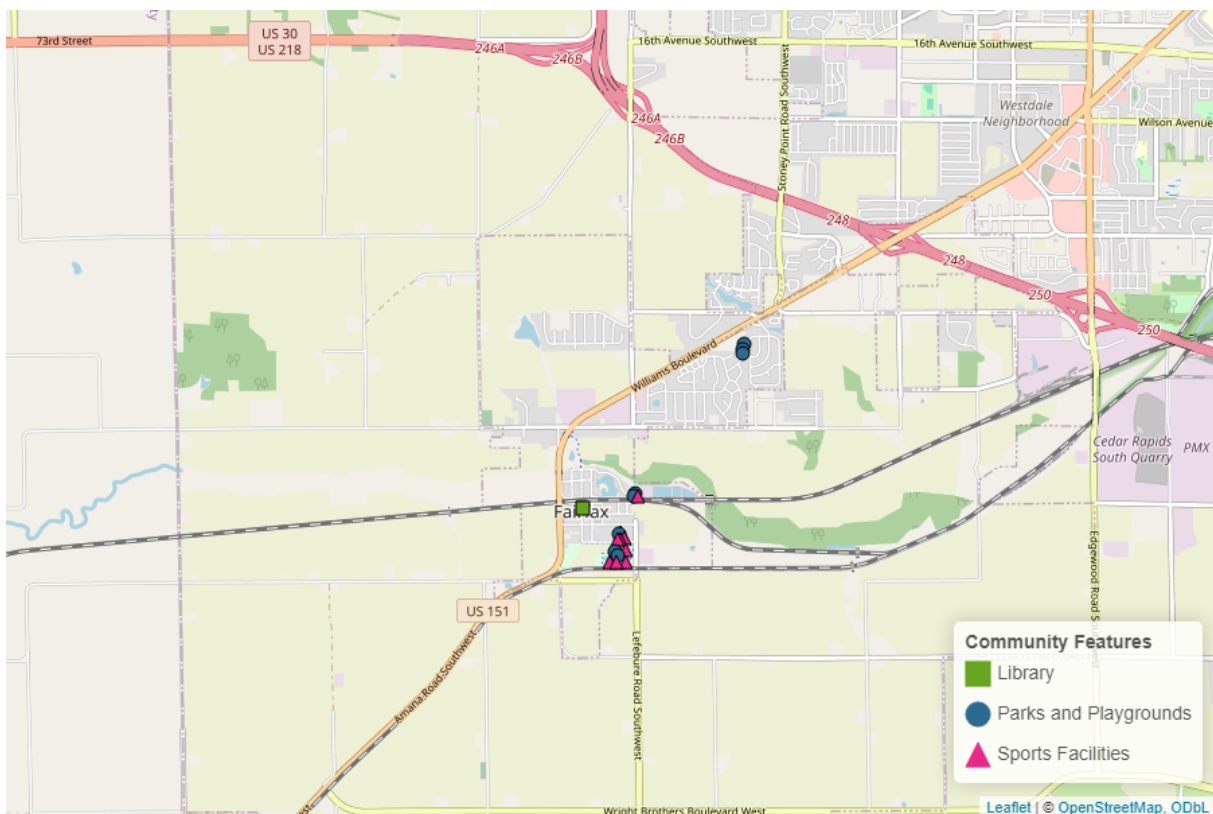 73rd Street
US 30
US 218
246A
246B
16th Avenue Southwest
16th Avenue Southwest
246A
246B
Westdale
Neighborhood
Wilson Avenue
Stoney Point Road Southwest
248
248
250
250
Williams Boulevard
Cedar Rapids
South Quarry
PMX
Fairfax
Edgewood Road Southwest
US 151
Amana Road Southwest
Lefebure Road Southwest
Wright Brothers Boulevard West
Community Features
Library
Parks and Playgrounds
Sports Facilities
Leaflet | © OpenStreetMap, ODbL